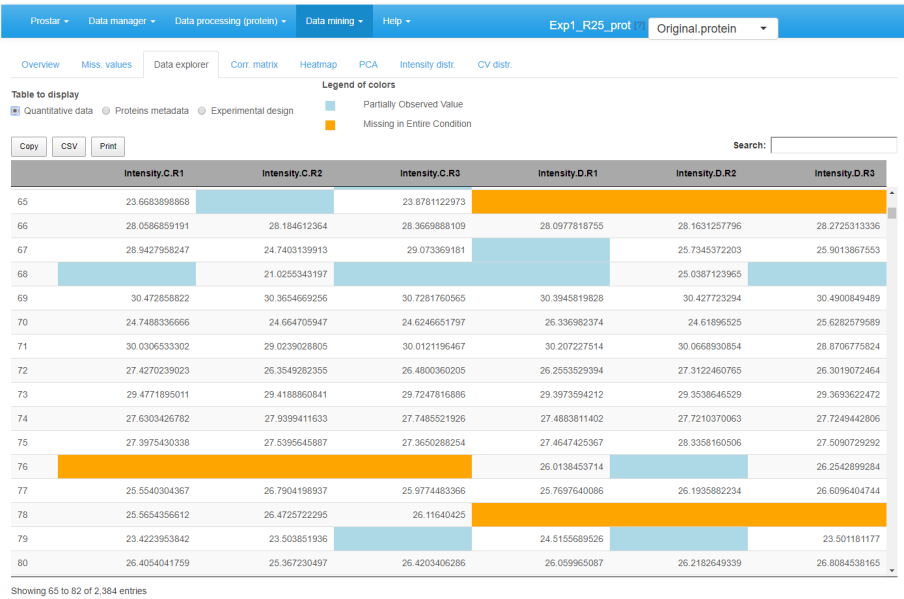 Prostar Data manager Data processing (protein) Data mining Help Exp1_R25_prot [?] Original.protein
Overview Miss. values Data explorer Corr. matrix Heatmap PCA Intensity distr. CV distr.
Table to display
Quantitative data Proteins metadata Experimental design
Legend of colors
Partially Observed Value
Missing in Entire Condition
Copy CSV Print Search:
Intensity.C.R1 Intensity.C.R2 Intensity.C.R3 Intensity.D.R1 Intensity.D.R2 Intensity.D.R3
65 23.6683898868 23.8781122973
66 28.0586859191 28.184612364 28.3669888109 28.0977818755 28.1631257796 28.2725313336
67 28.9427958247 24.7403139913 29.073369181 25.7345372203 25.9013867553
68 21.0255343197 25.0387123965
69 30.472858822 30.3654669256 30.7281760565 30.3945819828 30.427723294 30.4900849489
70 24.7488336666 24.664705947 24.6246651797 26.336982374 24.61896525 25.6282579589
71 30.0306533302 29.0239028805 30.0121196467 30.207227514 30.0668930854 28.8706775824
72 27.4270239023 26.3549282355 26.4800360205 26.2553529394 27.3122460765 26.3019072464
73 29.4771895011 29.4188860841 29.7247816886 29.3973594212 29.3538646529 29.3693622472
74 27.6303426782 27.9399411633 27.7485521926 27.4883811402 27.7210370063 27.7249442806
75 27.3975430338 27.5395645887 27.3650288254 27.4647425367 28.3358160506 27.5090729292
76 26.0138453714 26.2542899284
77 25.5540304367 26.7904198937 25.9774483366 25.7697640086 26.1935882234 26.6096404744
78 25.5654356612 26.4725722295 26.11640425
79 23.4223953842 23.503851936 24.5155689526 23.501181177
80 26.4054041759 25.367230497 26.4203406286 26.059965087 26.2182649339 26.8084538165
Showing 65 to 82 of 2,384 entries